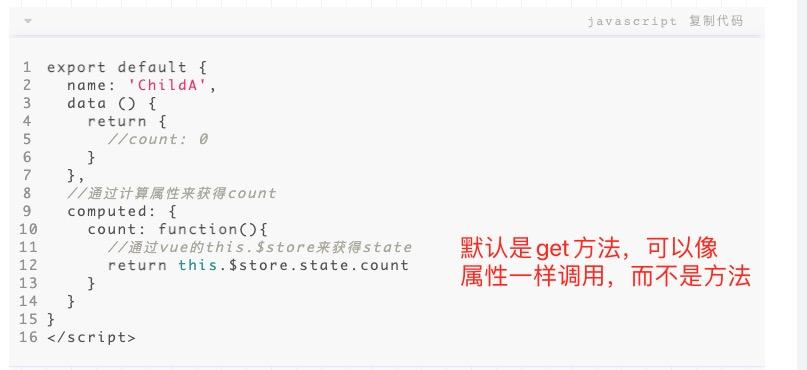 javascript 复制代码
1 export default {
2   name: 'ChildA',
3   data () {
4     return {
5       //count: 0
6     }
7   },
8   //通过计算属性来获得count
9   computed: {
10     count: function(){
11       //通过vue的this.$store来获得state
12       return this.$store.state.count
13     }
14   }
15 }
16 </script>
默认是get方法，可以像
属性一样调用，而不是方法